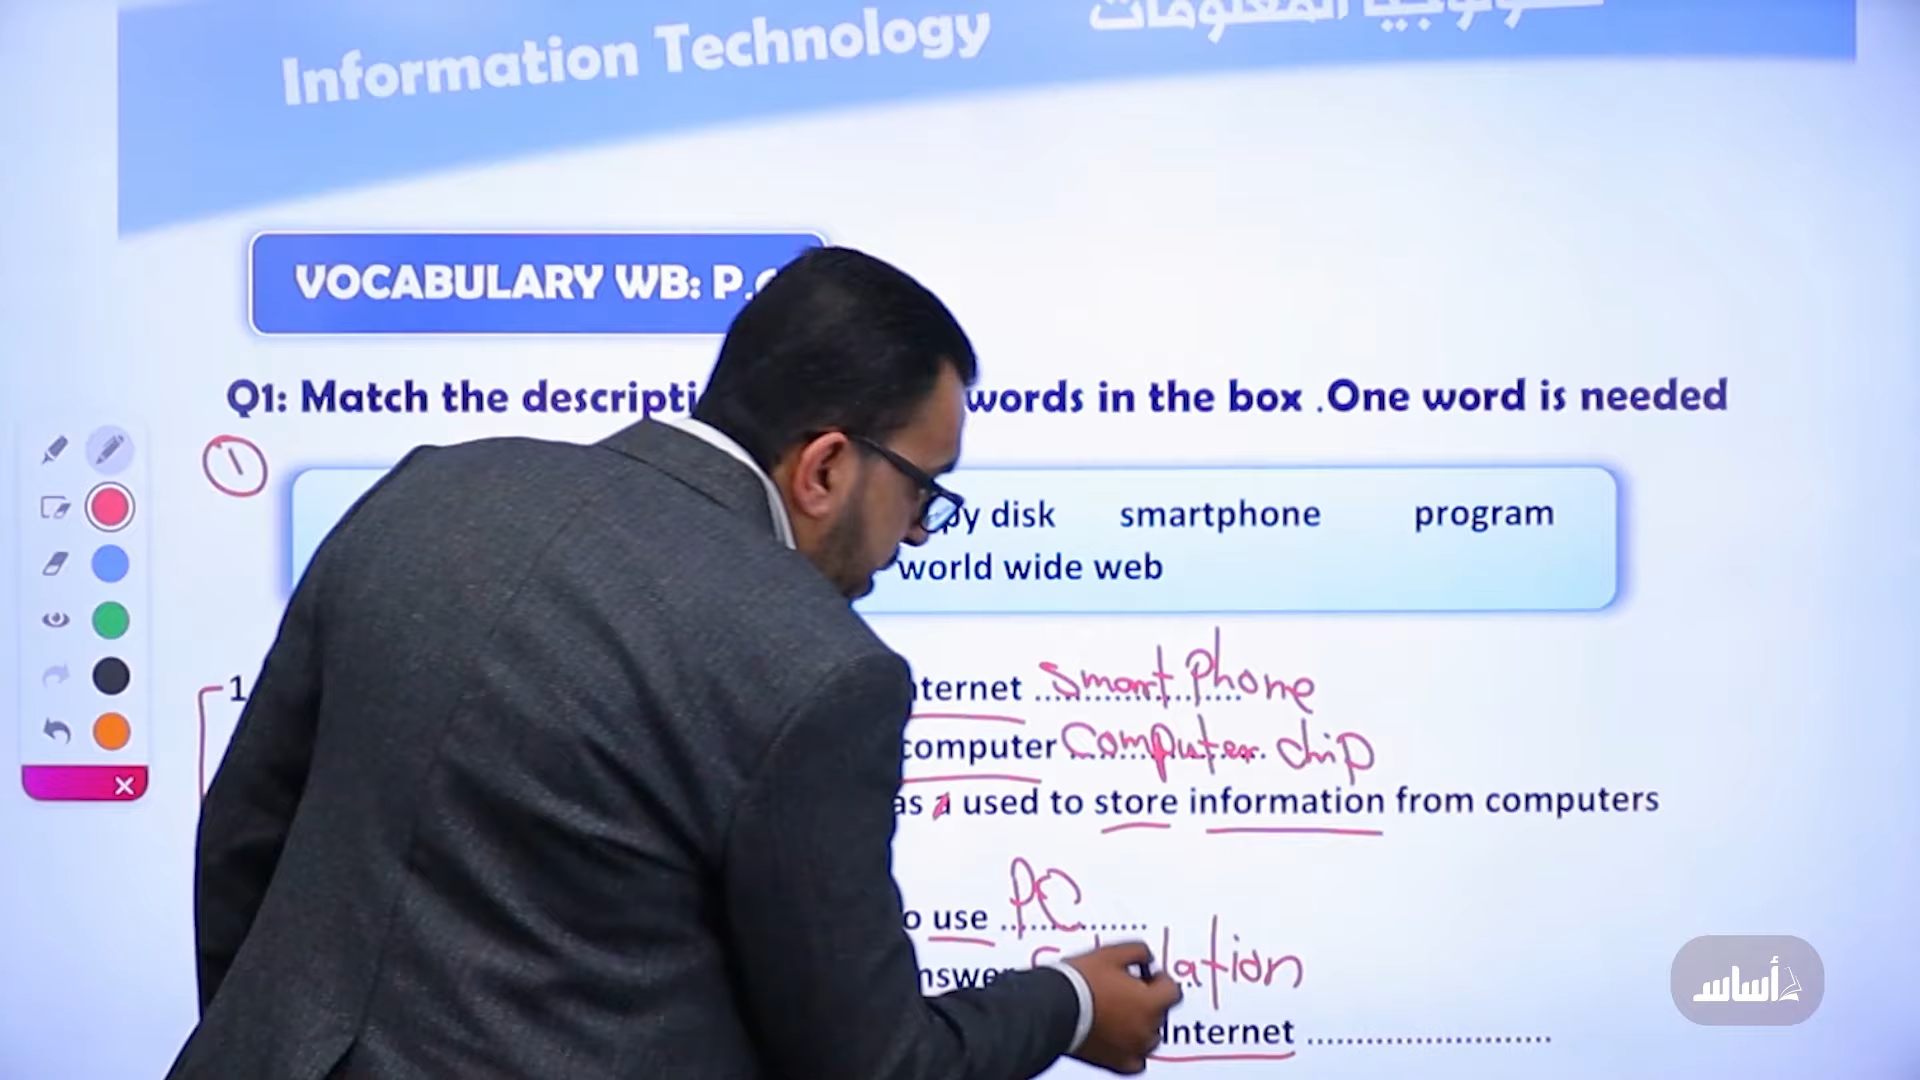 Information Technology
VOCABULARY WB: P.
Q1: Match the descripti words in the box .One word is needed
1
disk smartphone program
world wide web
1 nternet ........ Smart Phone
computer ........ Computer chip
as a used to store information from computers
o use ........ PC
nswe lation
Internet ........................
أساس